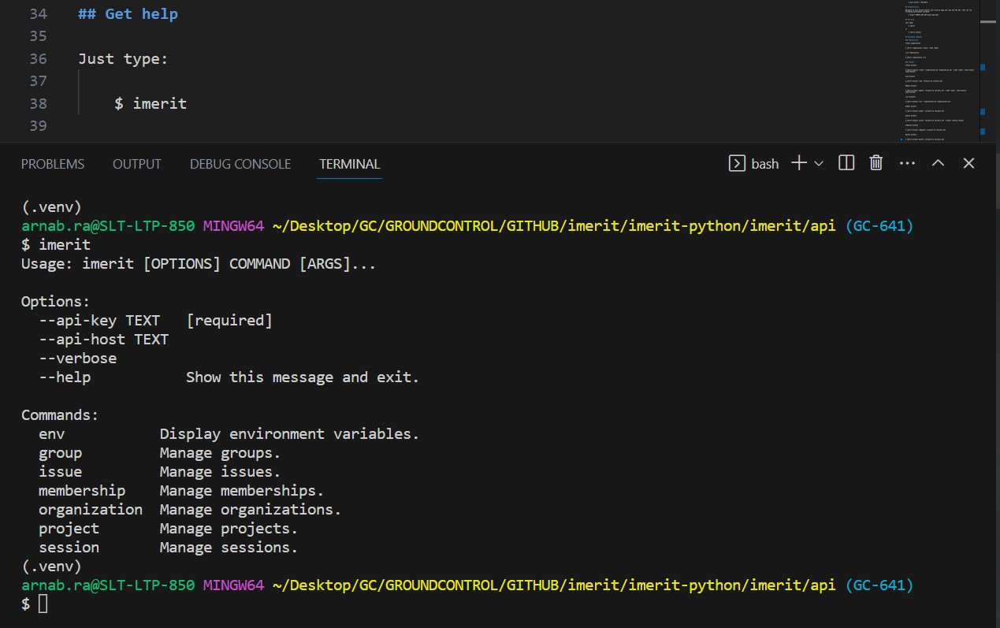 34 ## Get help
35
36 Just type:
37
38 $ imerit
39
PROBLEMS OUTPUT DEBUG CONSOLE TERMINAL bash
(.venv)
arnab.ra@SLT-LTP-850 MINGW64 ~/Desktop/GC/GROUNDCONTROL/GITHUB/imerit/imerit-python/imerit/api (GC-641)
$ imerit
Usage: imerit [OPTIONS] COMMAND [ARGS]...
Options:
--api-key TEXT [required]
--api-host TEXT
--verbose
--help Show this message and exit.
Commands:
env Display environment variables.
group Manage groups.
issue Manage issues.
membership Manage memberships.
organization Manage organizations.
project Manage projects.
session Manage sessions.
(.venv)
arnab.ra@SLT-LTP-850 MINGW64 ~/Desktop/GC/GROUNDCONTROL/GITHUB/imerit/imerit-python/imerit/api (GC-641)
$